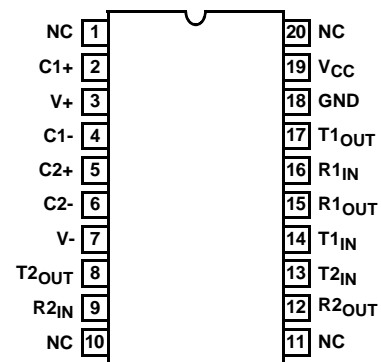 NC 1 20 NC
C1+ 2 19 VCC
V+ 3 18 GND
C1- 4 17 T1OUT
C2+ 5 16 R1IN
C2- 6 15 R1OUT
V- 7 14 T1IN
T2OUT 8 13 T2IN
R2IN 9 12 R2OUT
NC 10 11 NC